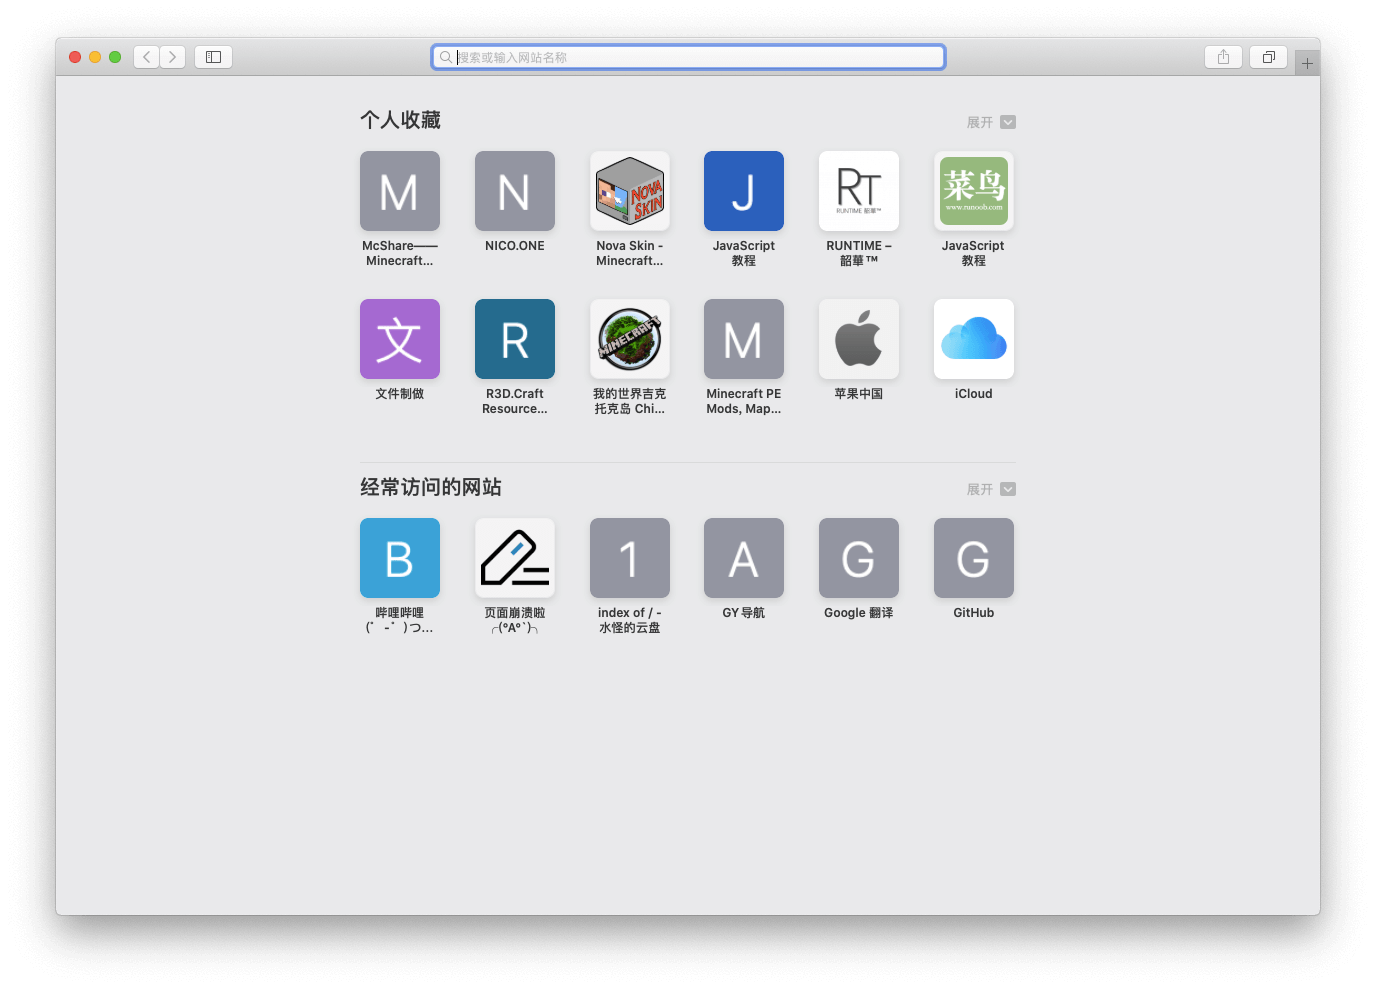 搜索或输入网站名称
个人收藏
展开
M
N
NOVA SKIN
J
RT
RUNTIME 韶華™
菜鸟
www.runoob.com
McShare——
Minecraft...
NICO.ONE
Nova Skin -
Minecraft...
JavaScript
教程
RUNTIME –
韶華™
JavaScript
教程
文
R
MINECRAFT
M
文件制做
R3D.Craft
Resource...
我的世界吉克
托克岛 Chi...
Minecraft PE
Mods, Map...
苹果中国
iCloud
经常访问的网站
展开
B
1
A
G
G
哔哩哔哩
(゜-゜)つ...
页面崩溃啦
╭(°A°`)╮
index of / -
水怪的云盘
GY导航
Google 翻译
GitHub